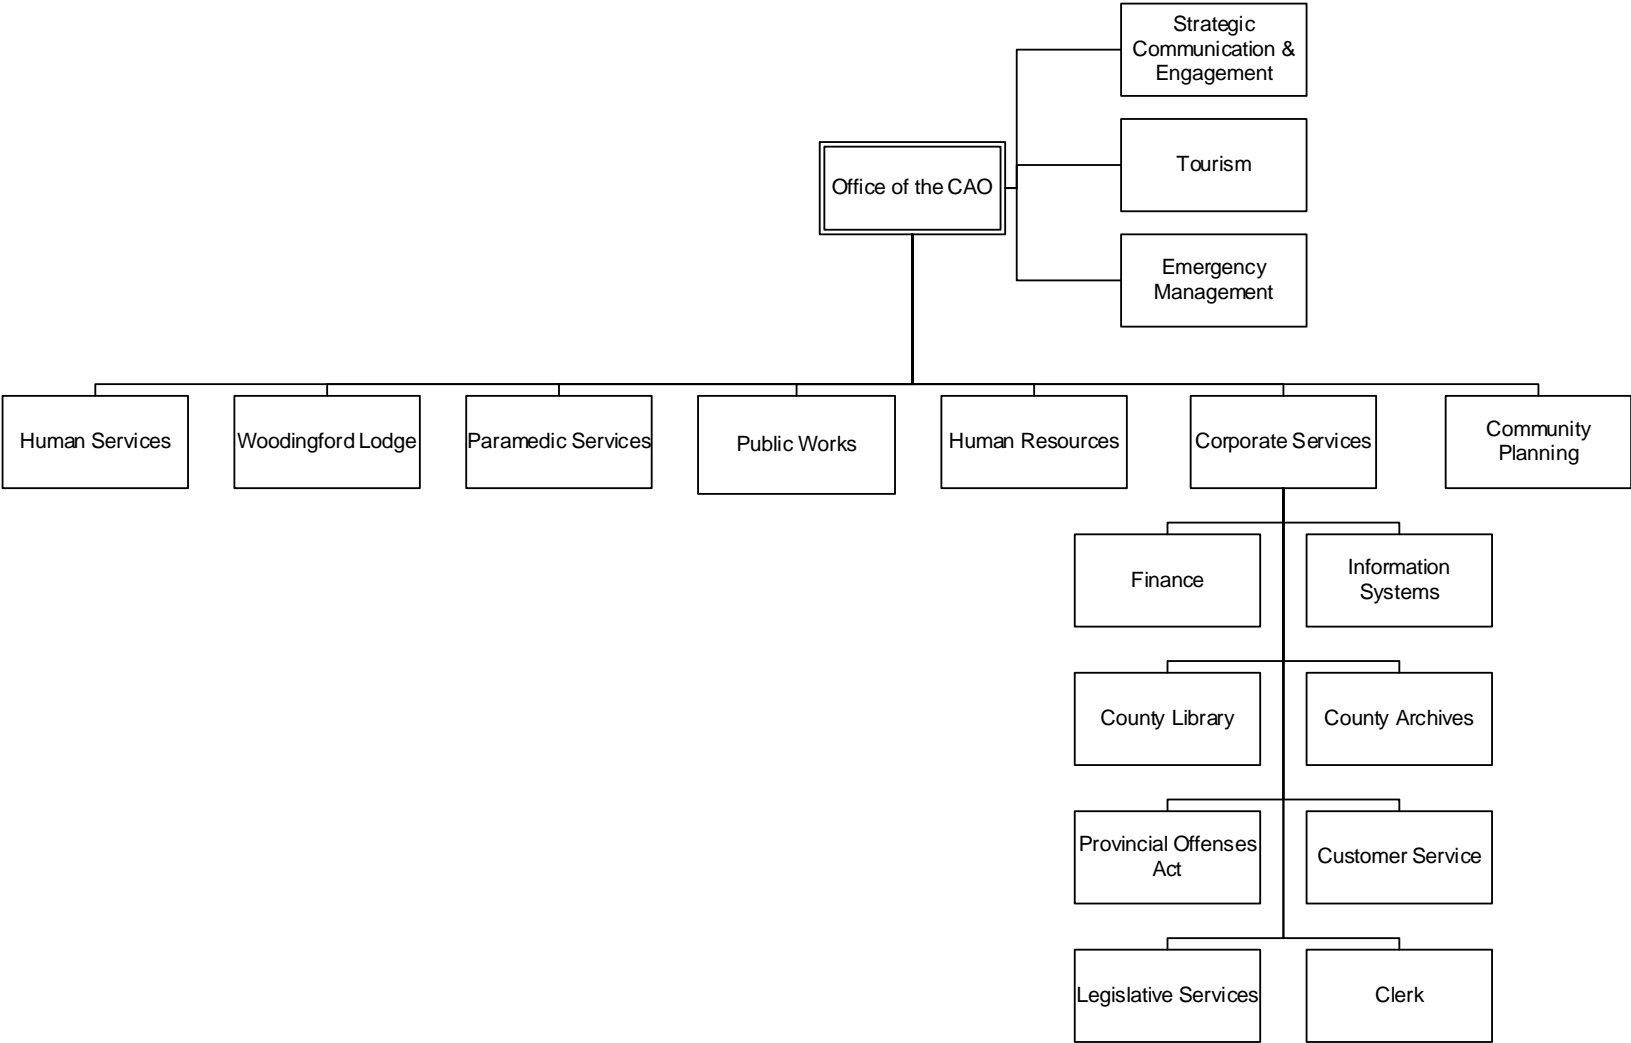 Strategic
Communication &
Engagement
Tourism
Office of the CAO
Emergency
Management
Human Services
Woodingford Lodge
Paramedic Services
Public Works
Human Resources
Corporate Services
Community
Planning
Finance
Information
Systems
County Library
County Archives
Provincial Offenses
Act
Customer Service
Legislative Services
Clerk